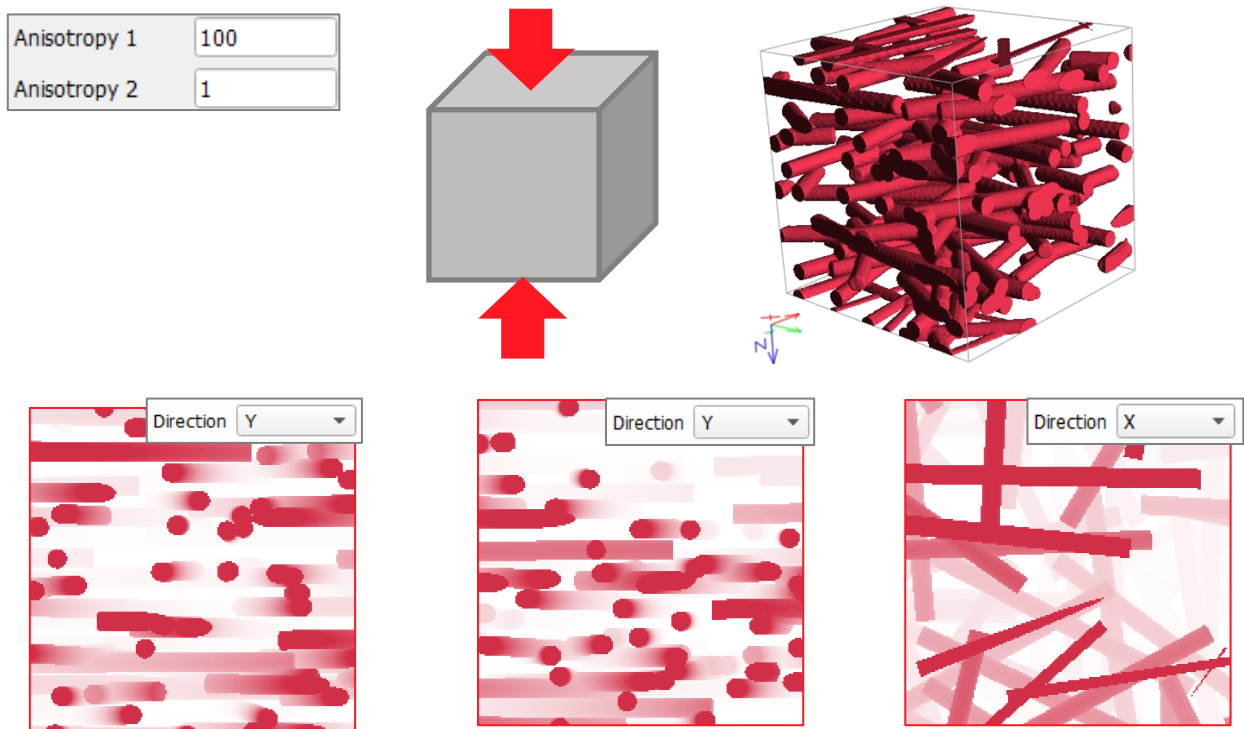 Anisotropy 1 100
Anisotropy 2 1
Z
Direction Y
Direction Y
Direction X